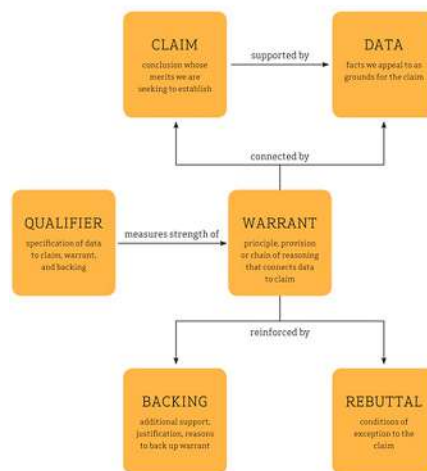 CLAIM
conclusion whose
merits we are
seeking to establish
supported by
DATA
facts we appeal to as
grounds for the claim
connected by
QUALIFIER
specification of data
to claim, warrant,
and backing
measures strength of
WARRANT
principle, provision
or chain of reasoning
that connects data
to claim
reinforced by
BACKING
additional support,
justification, reasons
to back up warrant
REBUTTAL
conditions of
exception to the
claim